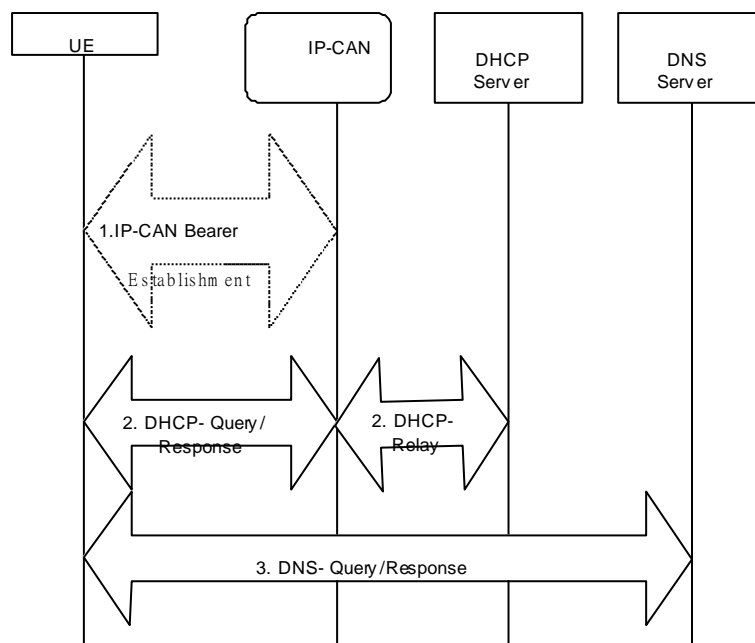 UE
IP-CAN
DHCP
Server
DNS
Server
1.IP-CAN Bearer
Establishment
2. DHCP- Query/
Response
2. DHCP-
Relay
3. DNS- Query/Response